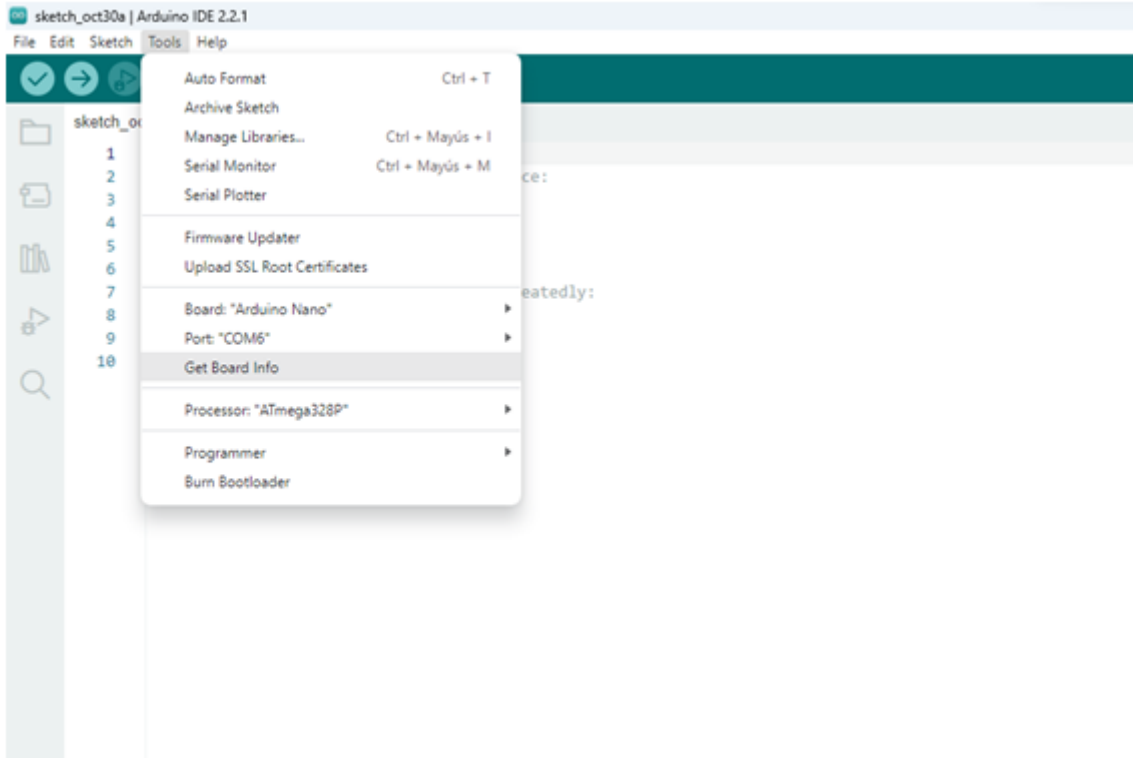 sketch_oct30a | Arduino IDE 2.2.1
File Edit Sketch Tools Help
Auto Format Ctrl + T
sketch_oc
Archive Sketch
Manage Libraries... Ctrl + Mayús + I
1
Serial Monitor Ctrl + Mayús + M
2 ce:
Serial Plotter
3
4
Firmware Updater
5
Upload SSL Root Certificates
6
7 eatedly:
Board: "Arduino Nano"
8
Port: "COM6"
9
Get Board Info
10
Processor: "ATmega328P"
Programmer
Burn Bootloader